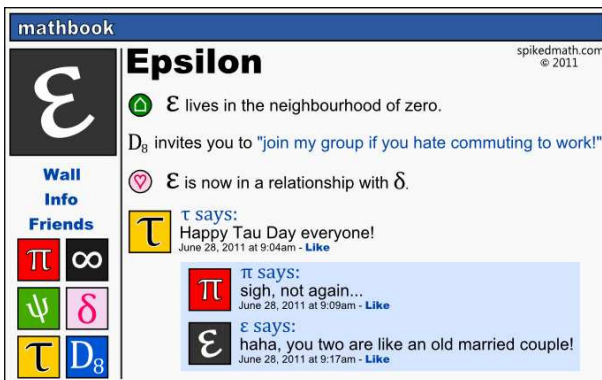 mathbook
spikedmath.com
© 2011
ε
Epsilon
ε lives in the neighbourhood of zero.
D₈ invites you to "join my group if you hate commuting to work!"
ε is now in a relationship with δ.
Wall
Info
Friends
π ∞
ψ δ
τ D₈
τ
τ says:
Happy Tau Day everyone!
June 28, 2011 at 9:04am - Like
π
π says:
sigh, not again...
June 28, 2011 at 9:09am - Like
ε
ε says:
haha, you two are like an old married couple!
June 28, 2011 at 9:17am - Like